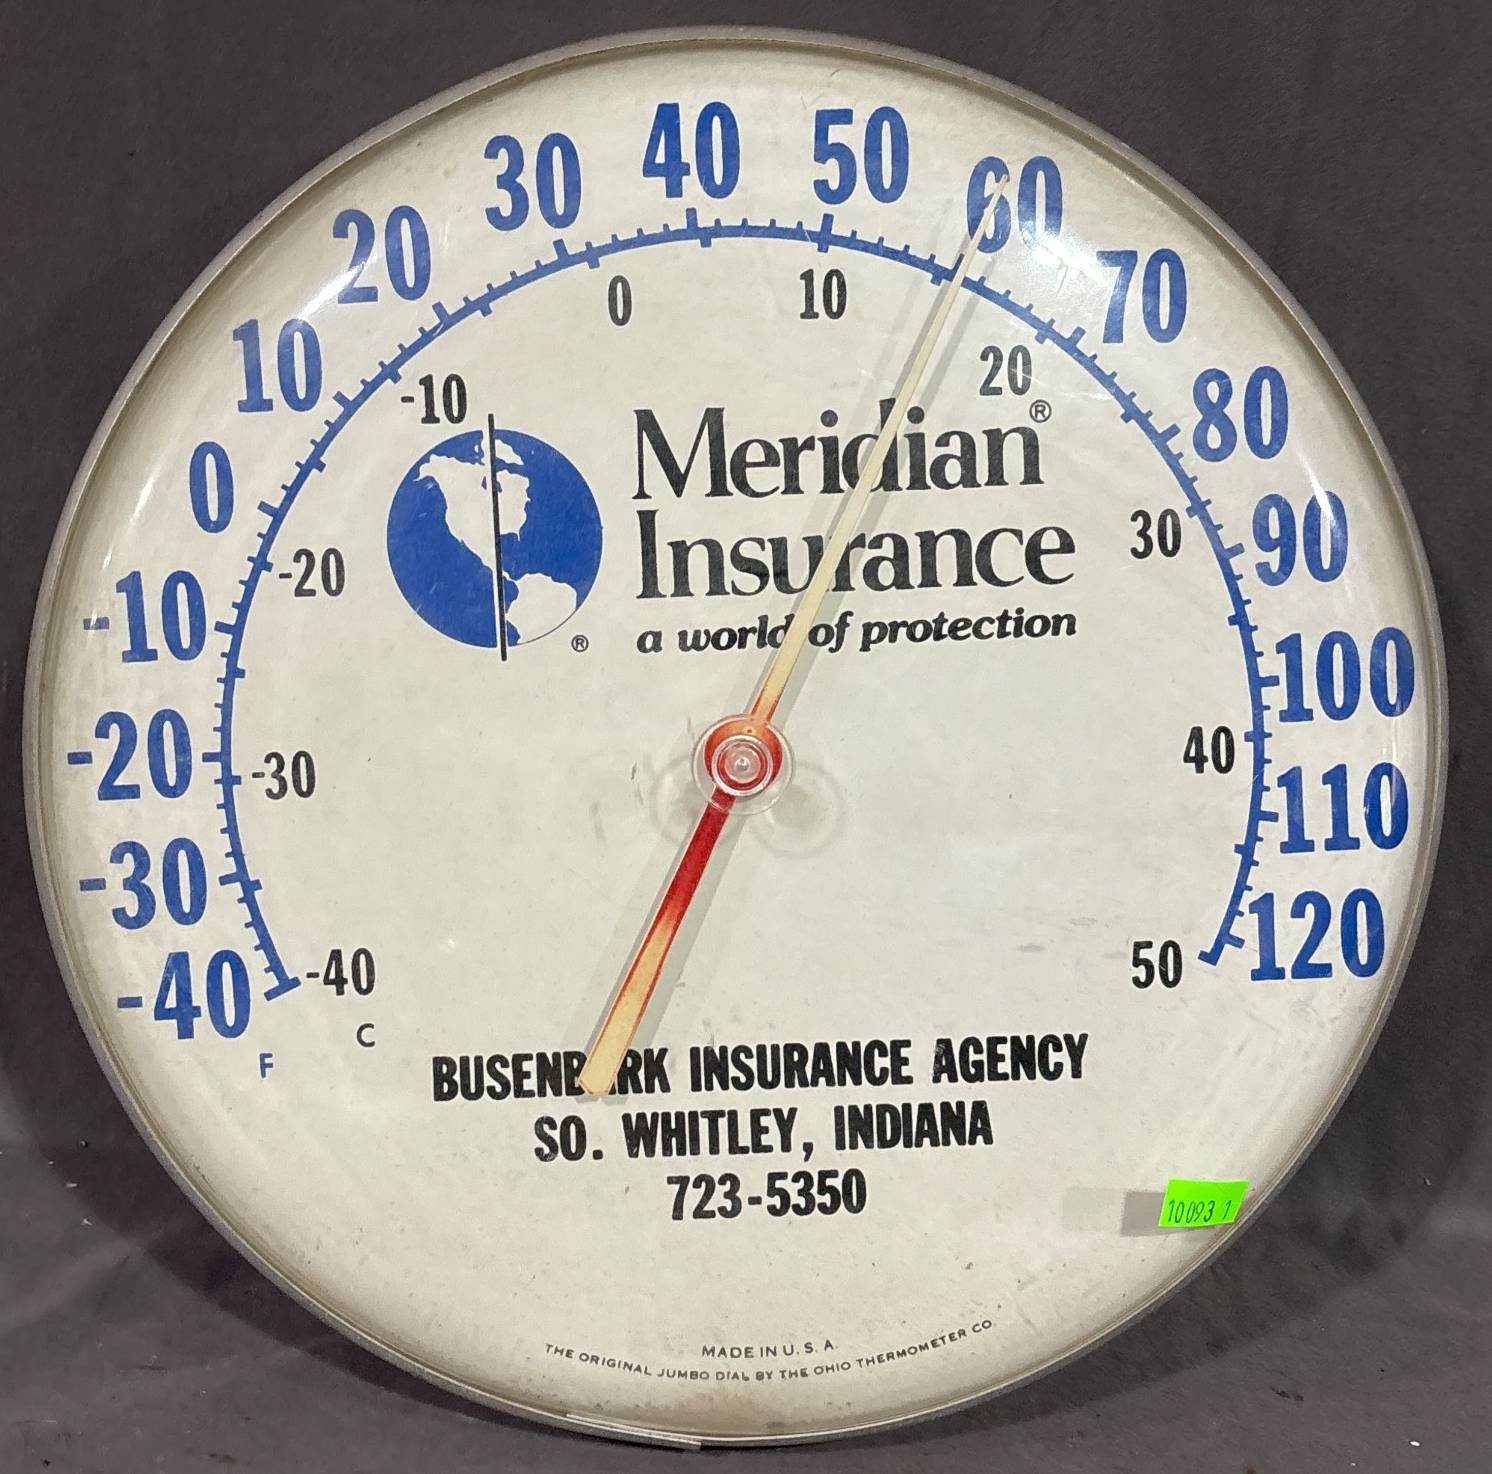 -40 -30 -20 -10 0 10 20 30 40 50 60 70 80 90 100 110 120
-40 -30 -20 -10 0 10 20 30 40 50
F
C
Meridian®
Insurance
a world of protection
®
BUSENBARK INSURANCE AGENCY
SO. WHITLEY, INDIANA
723-5350
10093 1
MADE IN U. S. A.
THE ORIGINAL JUMBO DIAL BY THE OHIO THERMOMETER CO.